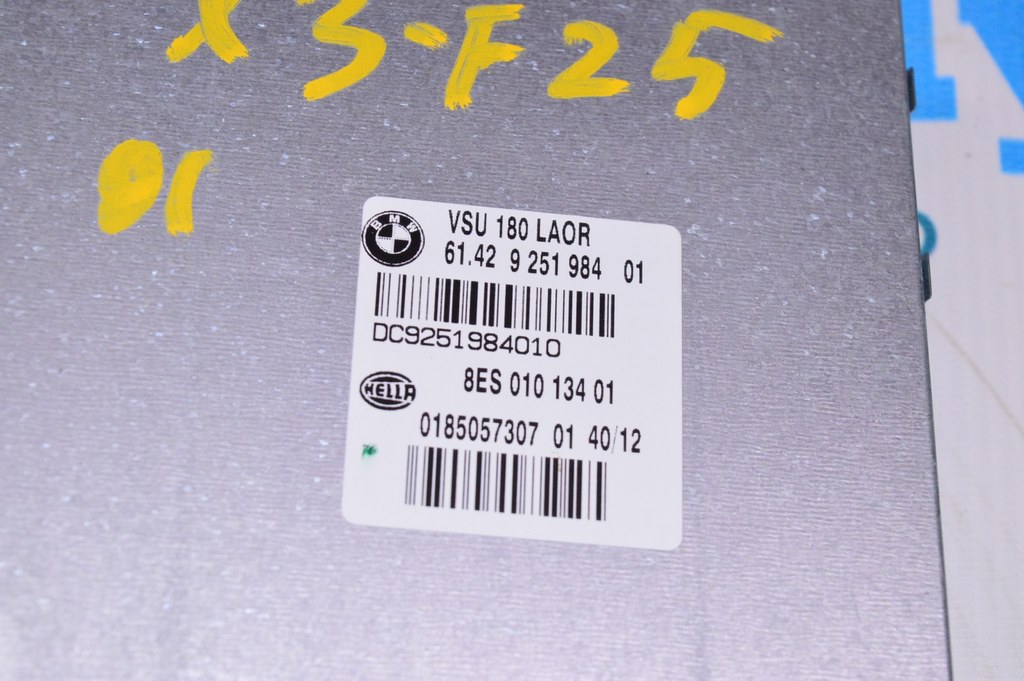 X3-F25
01
BMW
VSU 180 LAOR
61.42 9 251 984 01
DC9251984010
HELLA
8ES 010 134 01
0185057307 01 40/12